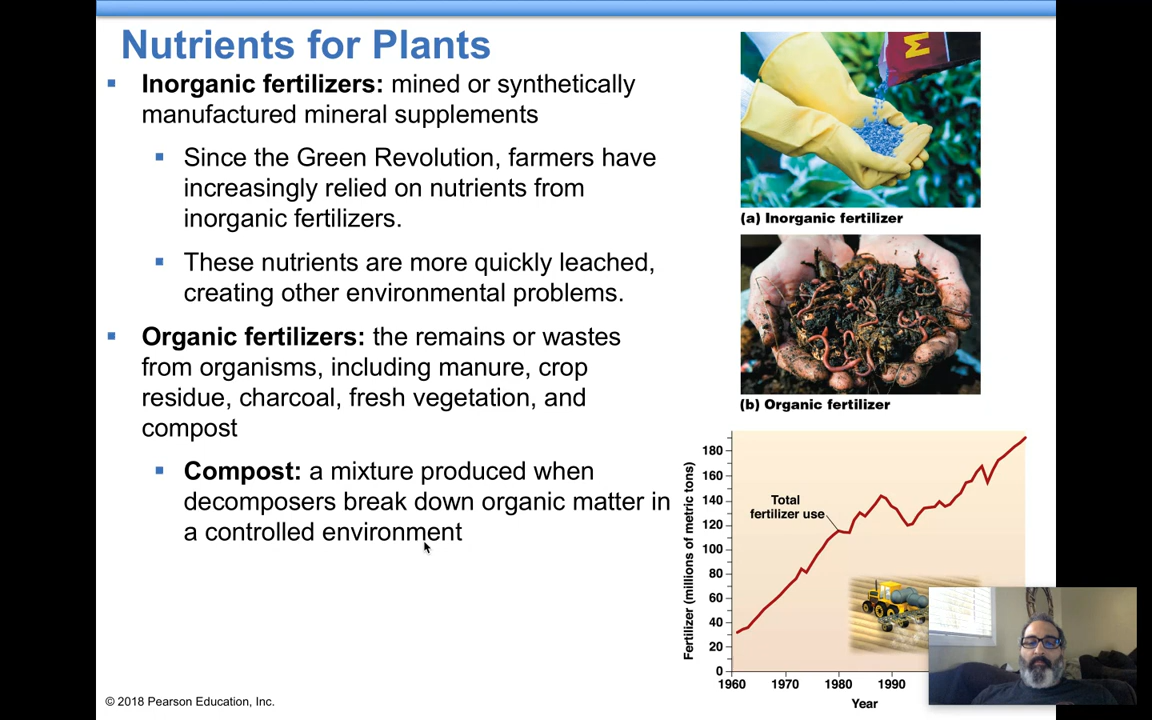 Nutrients for Plants
Inorganic fertilizers: mined or synthetically
manufactured mineral supplements
Since the Green Revolution, farmers have
increasingly relied on nutrients from
inorganic fertilizers.
These nutrients are more quickly leached,
creating other environmental problems.
Organic fertilizers: the remains or wastes
from organisms, including manure, crop
residue, charcoal, fresh vegetation, and
compost
Compost: a mixture produced when
decomposers break down organic matter in
a controlled environment
© 2018 Pearson Education, Inc.
M
(a) Inorganic fertilizer
(b) Organic fertilizer
Fertilizer (millions of metric tons)
180
160
140
120
100
80
60
40
20
0
Total
fertilizer use
1960 1970 1980 1990
Year